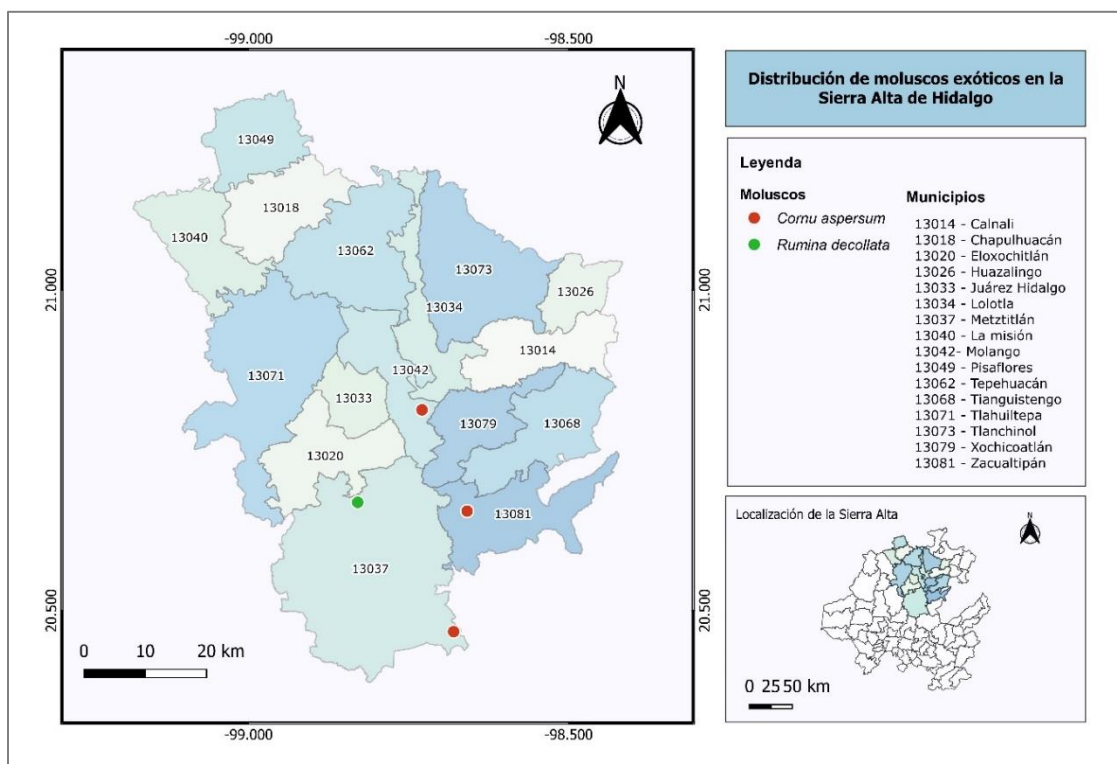 -99.000
-98.500
N
13049
13018
13040
13062
13073
13026
21.000
21.000
13034
13014
13071
13042
13033
13079
13068
13020
13081
13037
20.500
20.500
0 10 20 km
-99.000
-98.500
Distribución de moluscos exóticos en la
Sierra Alta de Hidalgo
Leyenda
Moluscos
Cornu aspersum
Rumina decollata
Municipios
13014 - Calnali
13018 - Chapulhuacán
13020 - Eloxochitlán
13026 - Huazalingo
13033 - Juárez Hidalgo
13034 - Lolotla
13037 - Metztitlán
13040 - La misión
13042- Molango
13049 - Pisaflores
13062 - Tepehuacán
13068 - Tianguistengo
13071 - Tlahuiltepa
13073 - Tlanchinol
13079 - Xochicoatlán
13081 - Zacualtipán
Localización de la Sierra Alta
N
0 25 50 km